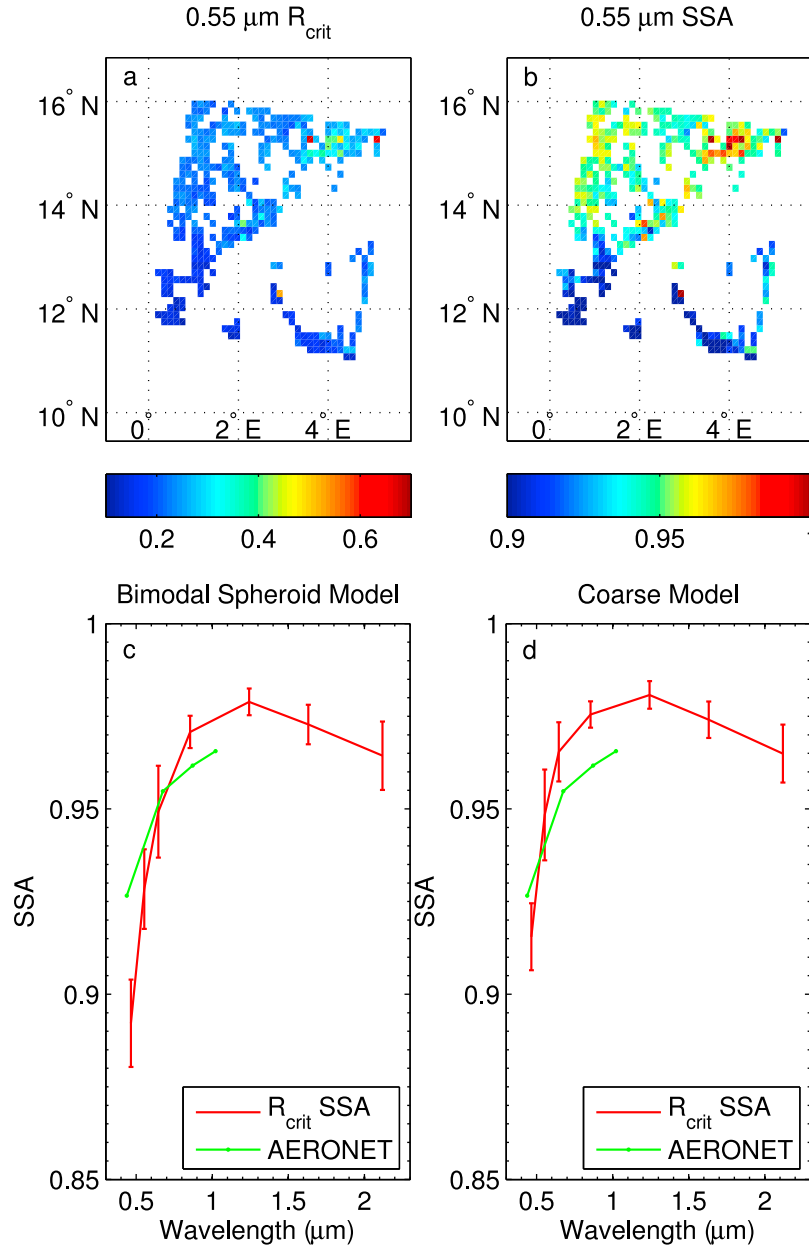 0.55 μm R_crit
0.55 μm SSA
a
b
16° N
14° N
12° N
10° N
0°
2° E
4° E
16° N
14° N
12° N
10° N
0°
2° E
4° E
0.2
0.4
0.6
0.9
0.95
1
Bimodal Spheroid Model
Coarse Model
c
d
SSA
1
0.95
0.9
0.85
R_crit SSA
AERONET
0.5
1
1.5
2
Wavelength (μm)
SSA
1
0.95
0.9
0.85
R_crit SSA
AERONET
0.5
1
1.5
2
Wavelength (μm)